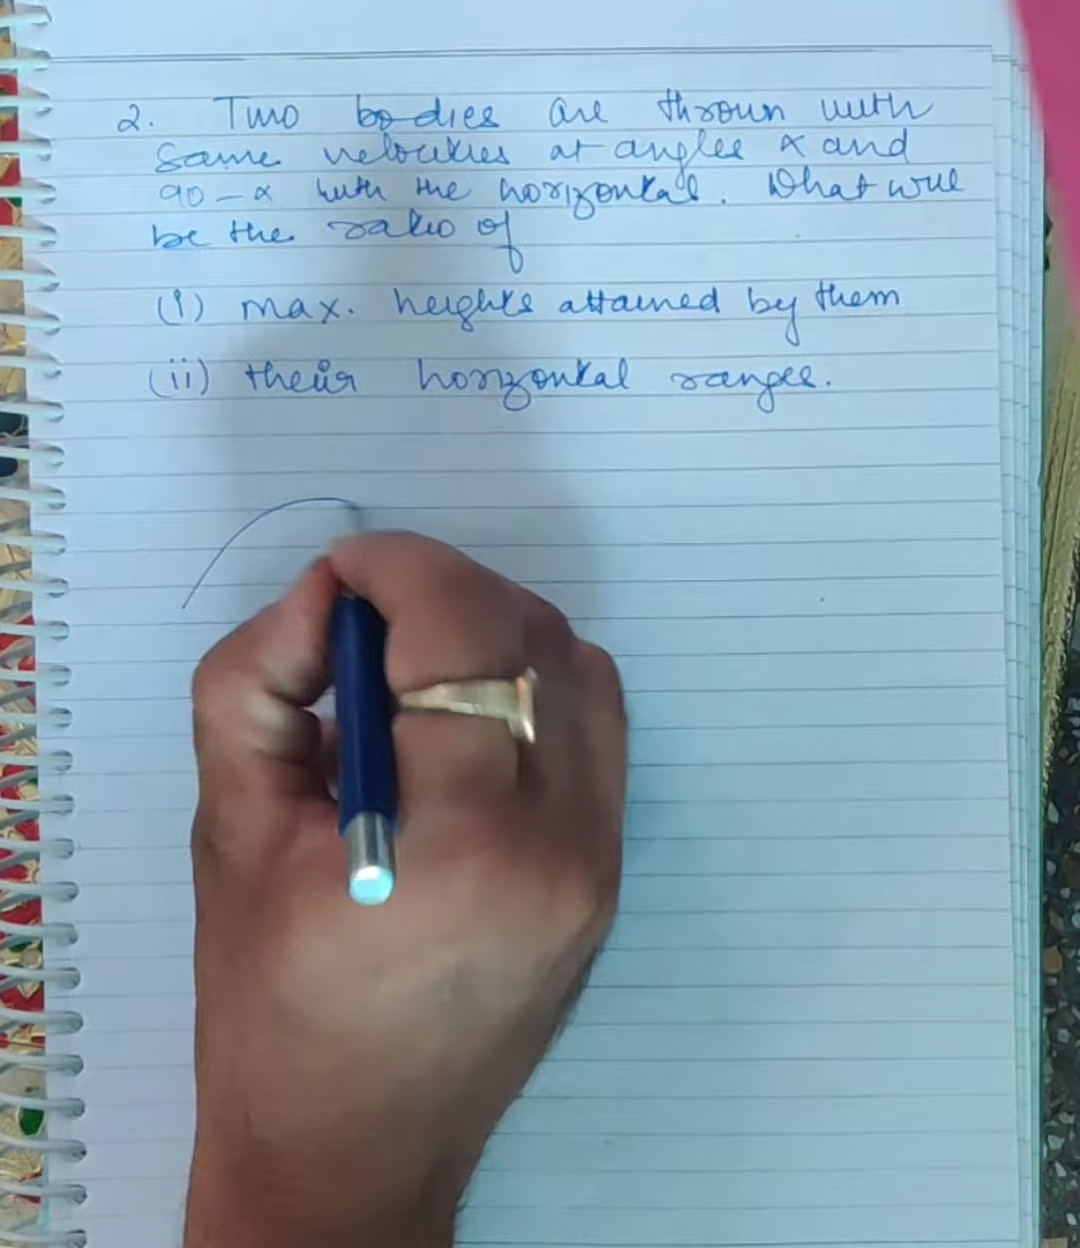 2. Two bodies are thrown with
same velocities at angles α and
90 - α with the horizontal. What will
be the ratio of
(i) max. heights attained by them
(ii) their horizontal ranges.